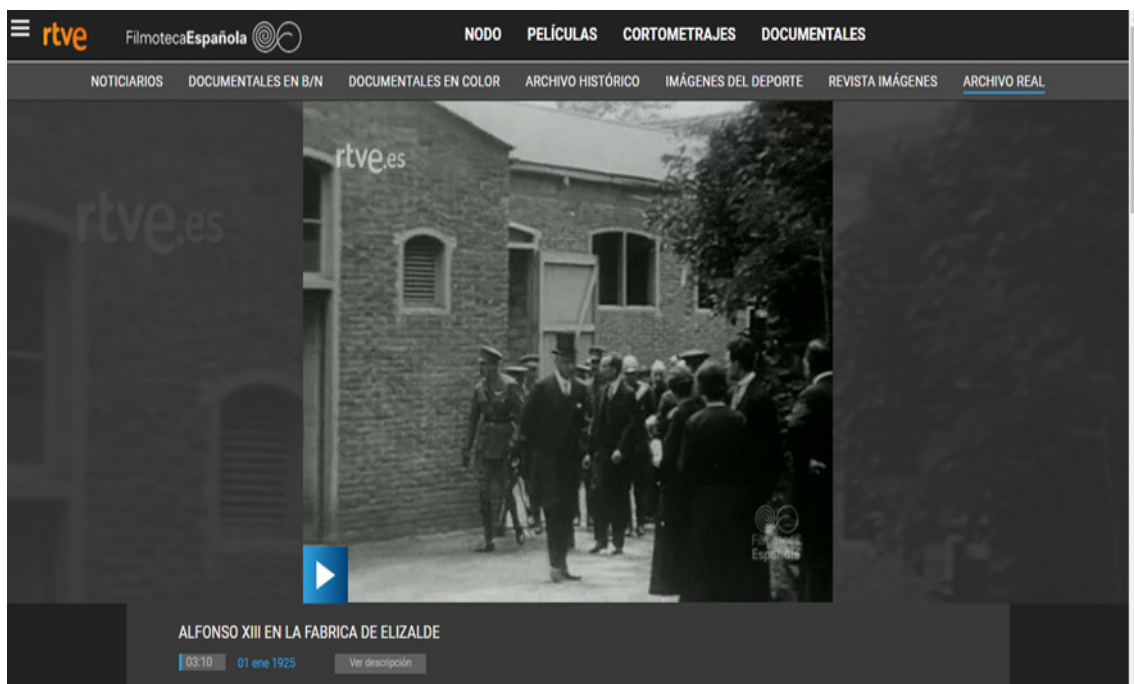 rtve FilmotecaEspañola NODO PELÍCULAS CORTOMETRAJES DOCUMENTALES
NOTICIARIOS DOCUMENTALES EN B/N DOCUMENTALES EN COLOR ARCHIVO HISTÓRICO IMÁGENES DEL DEPORTE REVISTA IMÁGENES ARCHIVO REAL
rtve.es
rtve.es
Filmoteca
Española
ALFONSO XIII EN LA FABRICA DE ELIZALDE
03:10 01 ene 1925 Ver descripción